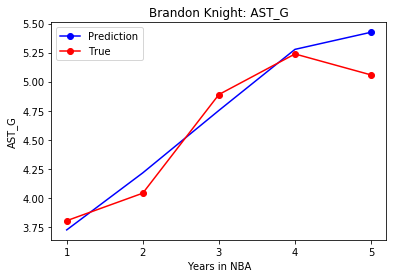 Brandon Knight: AST_G
Prediction
True
5.50
5.25
5.00
4.75
4.50
4.25
4.00
3.75
AST_G
1 2 3 4 5
Years in NBA